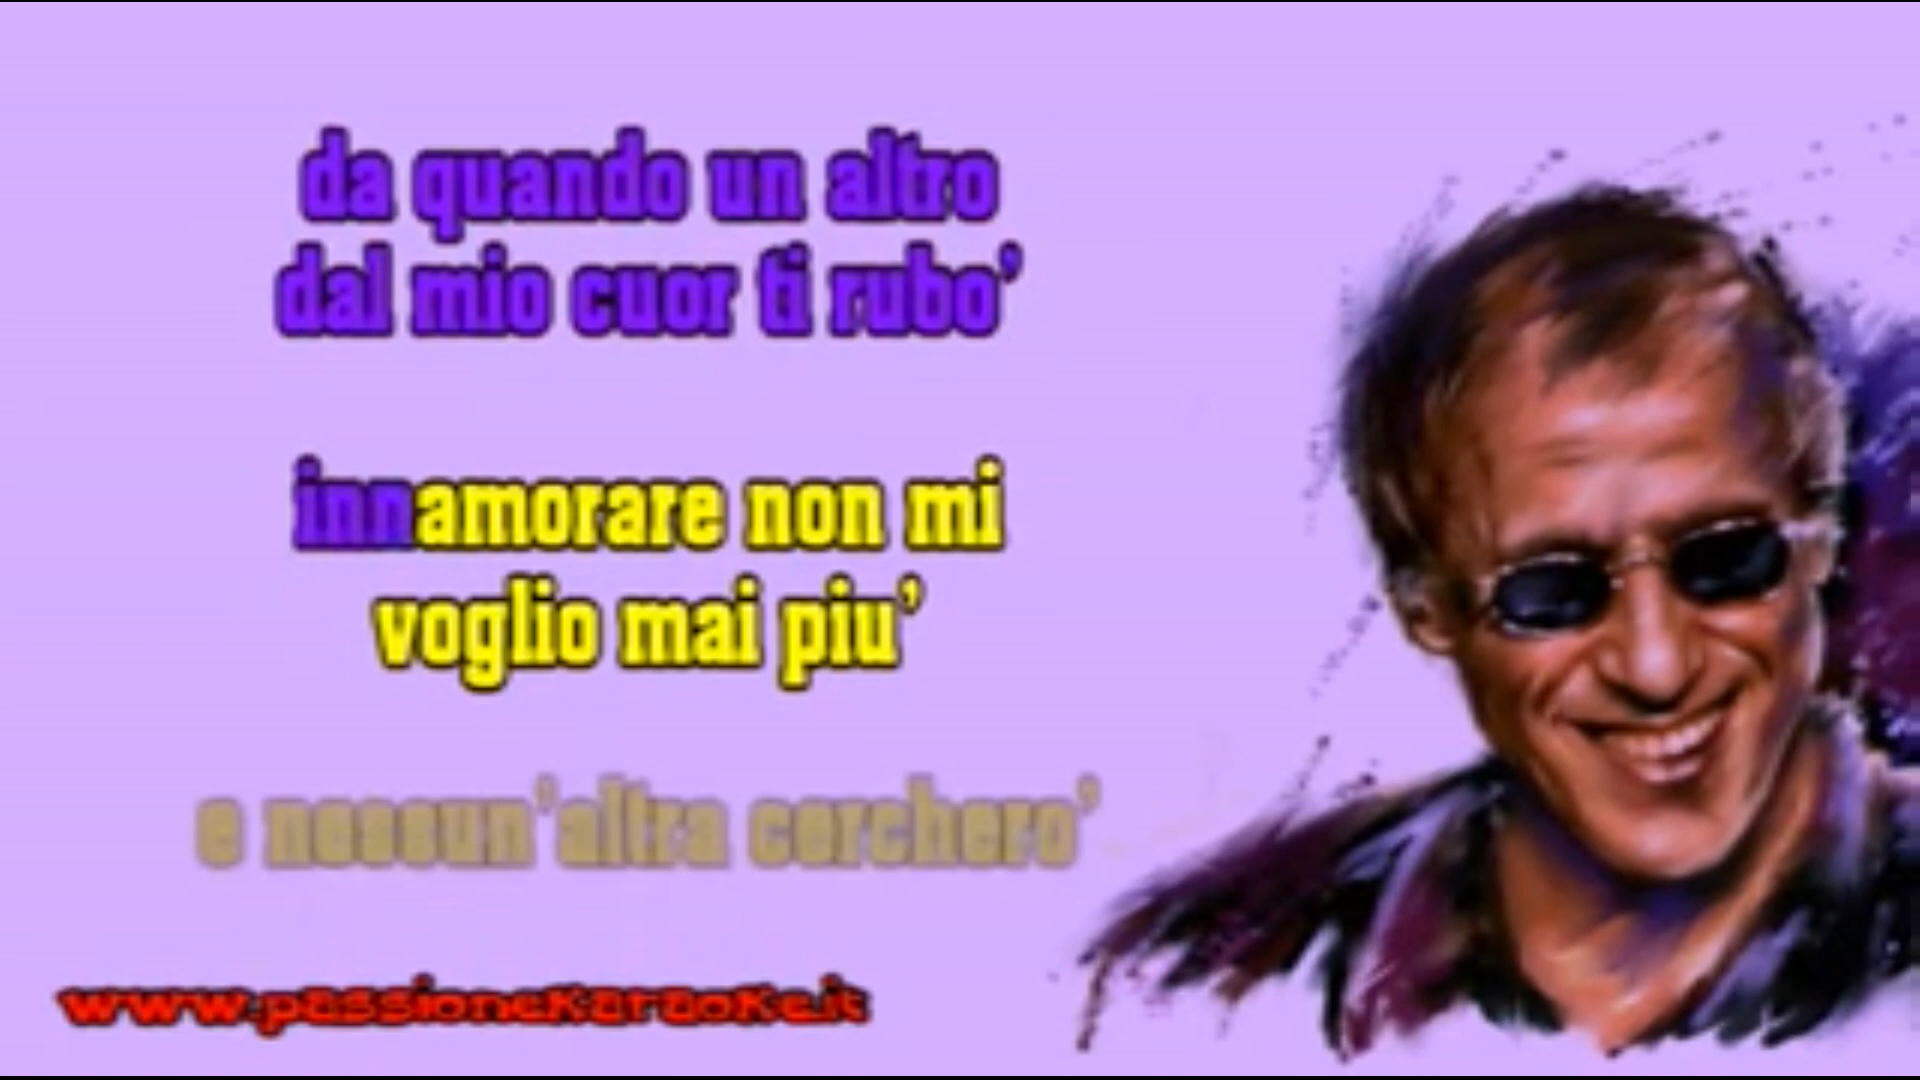 da quando un altro
dal mio cuor ti rubo'
innamorare non mi
voglio mai piu'
e nessun'altra cerchero'
www.passionekaraoke.it